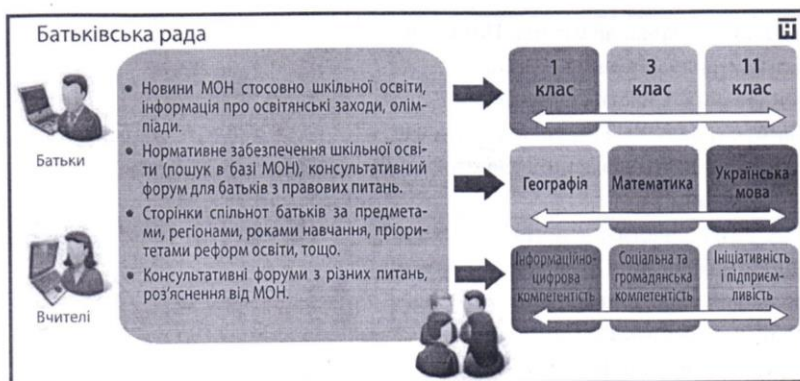 Батьківська рада
Батьки
Вчителі
• Новини МОН стосовно шкільної освіти,
інформація про освітянські заходи, олім-
піади.
• Нормативне забезпечення шкільної осві-
ти (пошук в базі МОН), консультативний
форум для батьків з правових питань.
• Сторінки спільнот батьків за предмета-
ми, регіонами, роками навчання, пріори-
тетами реформ освіти, тощо.
• Консультативні форуми з різних питань,
роз'яснення від МОН.
1
клас
3
клас
11
клас
Географія
Математика
Українська
мова
Інформаційно-
цифрова
компетентість
Соціальна та
громадянська
компетентість
Ініціативність
і підприєм-
ливість